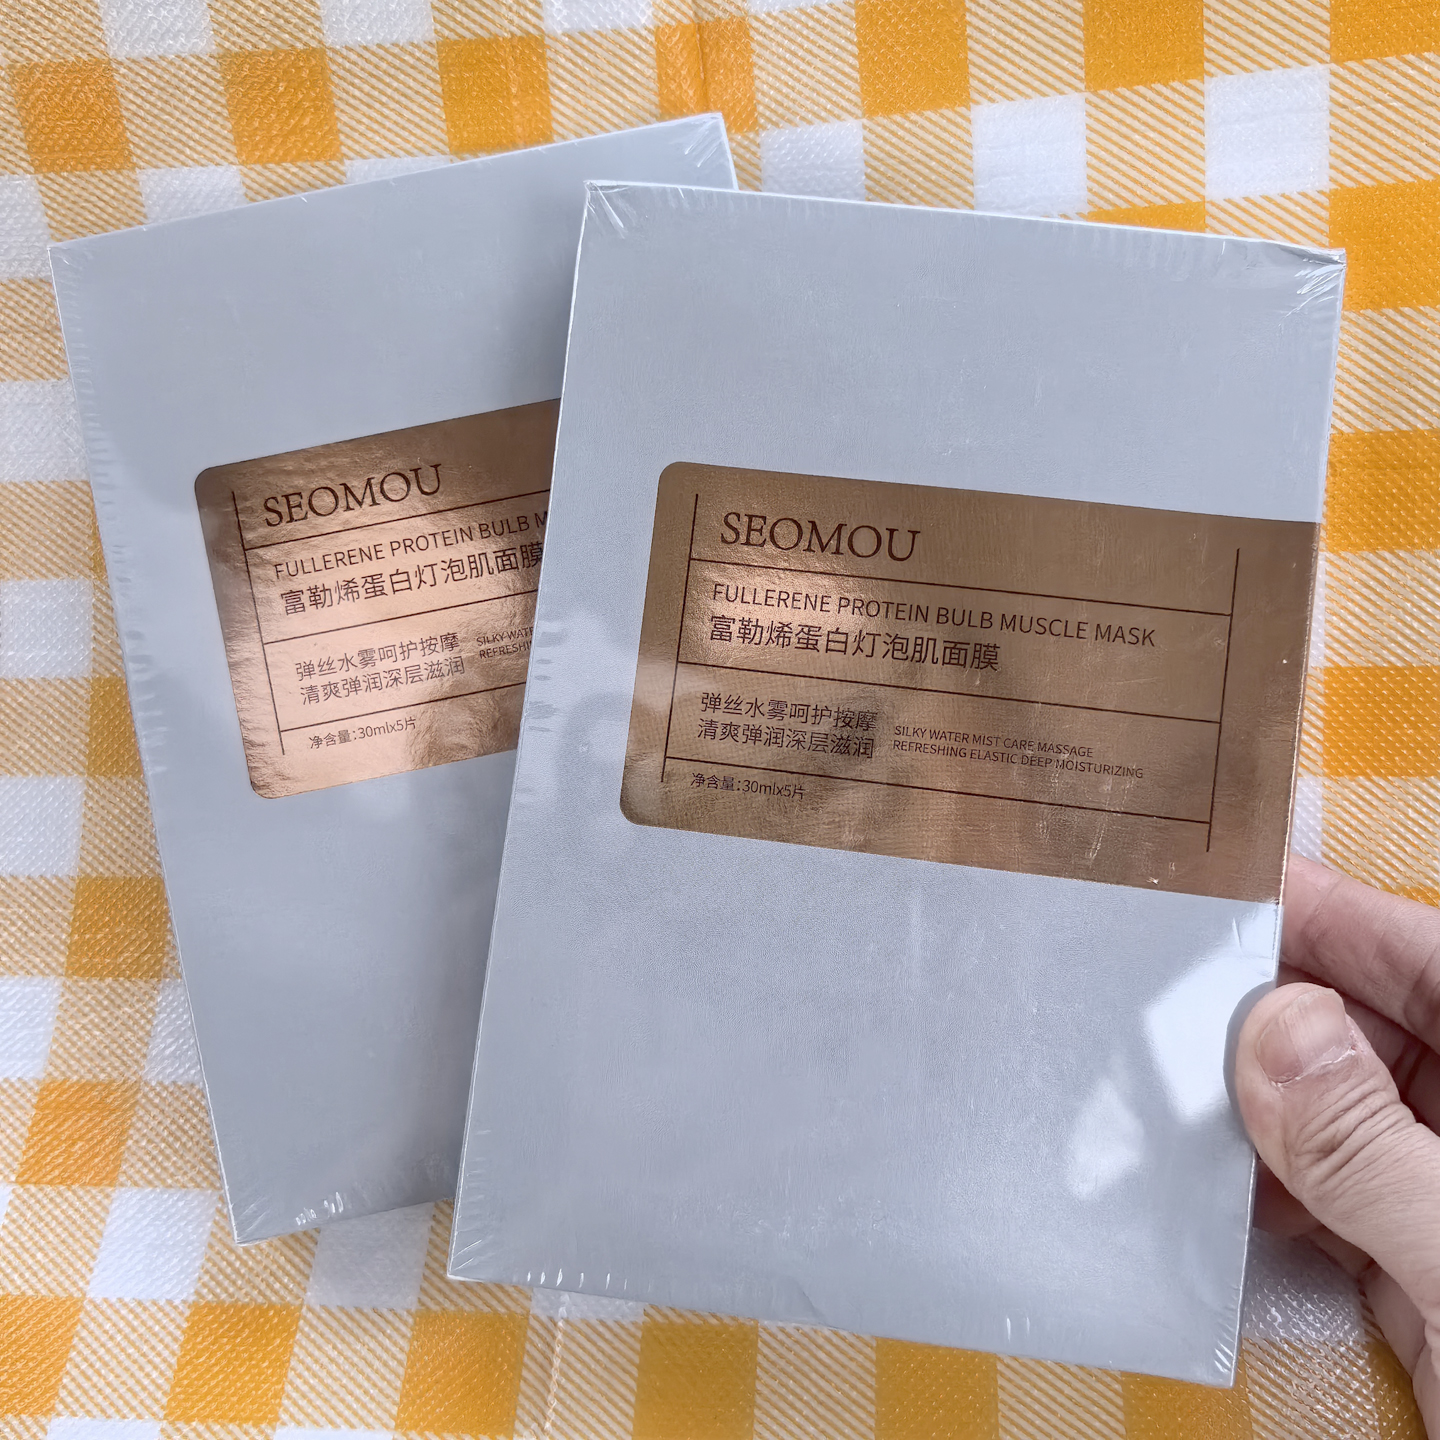 SEOMOU
FULLERENE PROTEIN BULB
富勒烯蛋白灯泡肌面膜
弹丝水雾呵护按摩
清爽弹润深层滋润
SILKY WATE
REFRESHIN
净含量:30mlx5片
SEOMOU
FULLERENE PROTEIN BULB MUSCLE MASK
富勒烯蛋白灯泡肌面膜
弹丝水雾呵护按摩
清爽弹润深层滋润
SILKY WATER MIST CARE MASSAGE
REFRESHING ELASTIC DEEP MOISTURIZING
净含量:30mlx5片